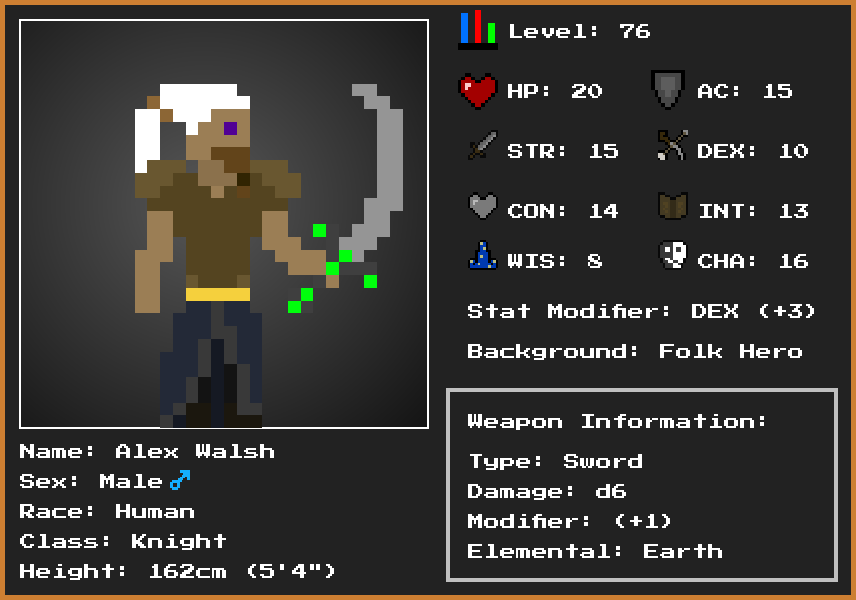 Level: 76
HP: 20 AC: 15
STR: 15 DEX: 10
CON: 14 INT: 13
WIS: 8 CHA: 16
Stat Modifier: DEX (+3)
Background: Folk Hero
Weapon Information:
Type: Sword
Damage: d6
Modifier: (+1)
Elemental: Earth
Name: Alex Walsh
Sex: Male ♂
Race: Human
Class: Knight
Height: 162cm (5'4")